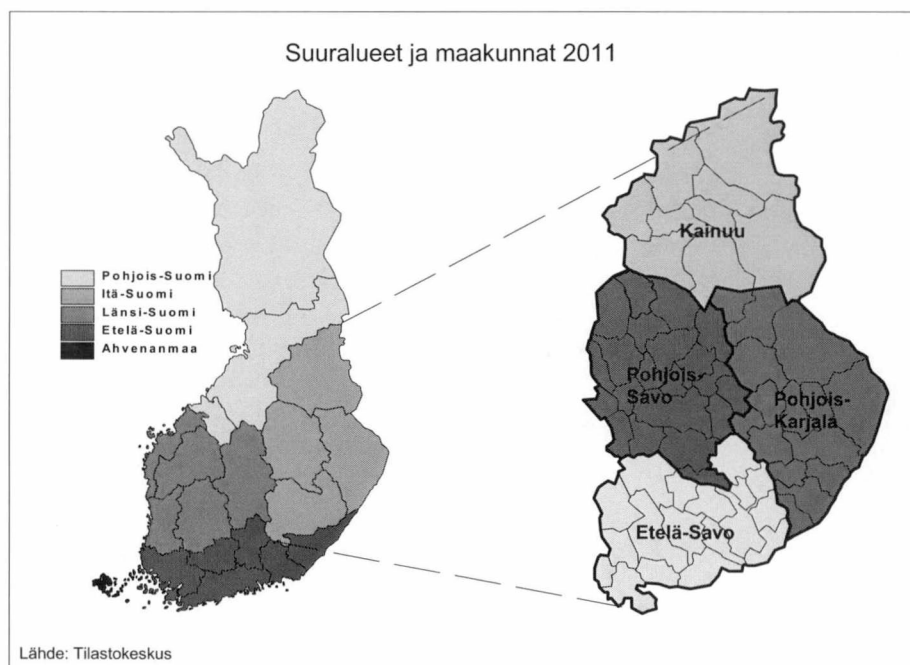 Suuralueet ja maakunnat 2011
Pohjois-Suomi
Itä-Suomi
Länsi-Suomi
Etelä-Suomi
Ahvenanmaa
Kainuu
Pohjois-
Savo
Pohjois-
Karjala
Etelä-Savo
Lähde: Tilastokeskus